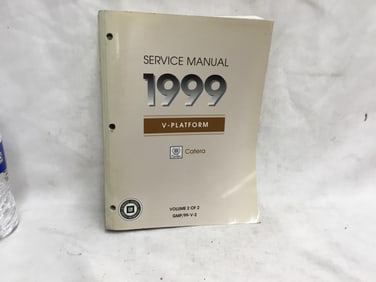 SERVICE MANUAL
1999
V-PLATFORM
Catera
VOLUME 2 OF 2
GMP/99-V-2